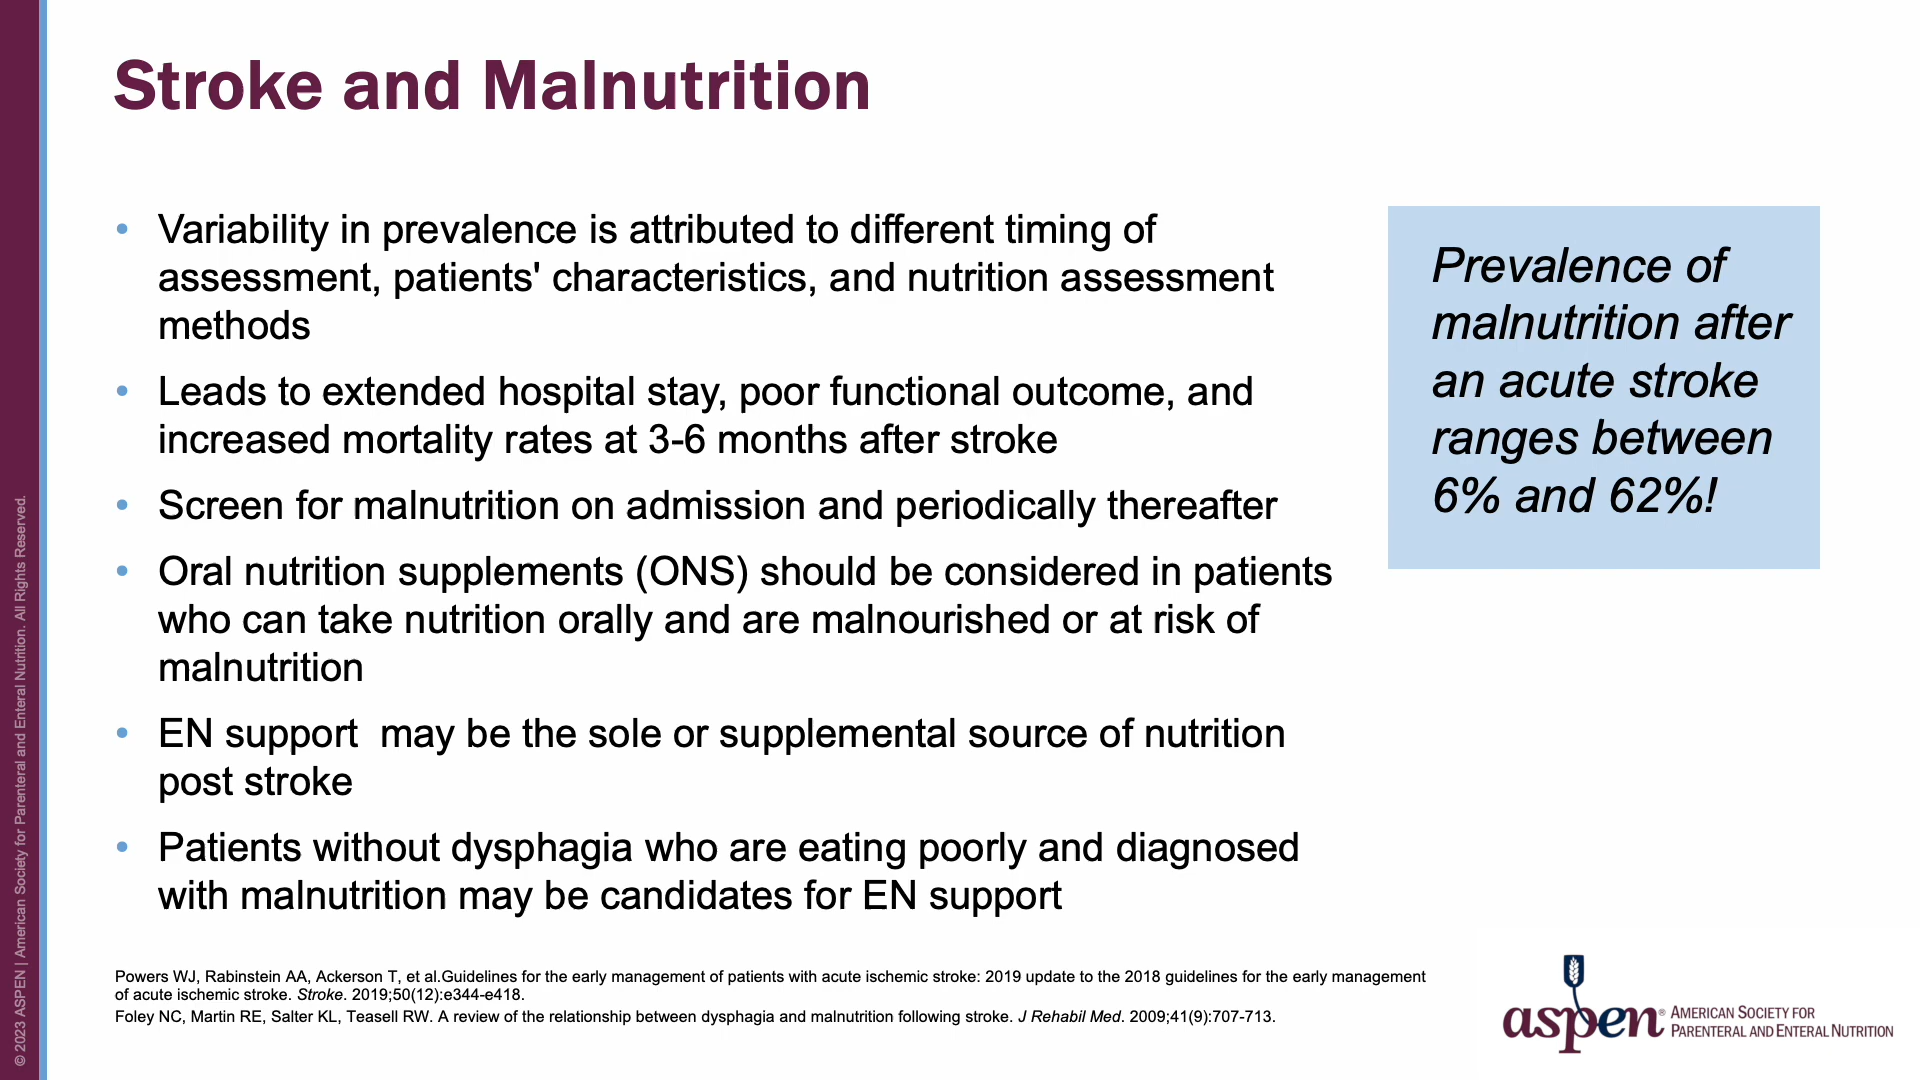 Stroke and Malnutrition
• Variability in prevalence is attributed to different timing of
assessment, patients' characteristics, and nutrition assessment
methods
• Leads to extended hospital stay, poor functional outcome, and
increased mortality rates at 3-6 months after stroke
• Screen for malnutrition on admission and periodically thereafter
• Oral nutrition supplements (ONS) should be considered in patients
who can take nutrition orally and are malnourished or at risk of
malnutrition
• EN support  may be the sole or supplemental source of nutrition
post stroke
• Patients without dysphagia who are eating poorly and diagnosed
with malnutrition may be candidates for EN support
Prevalence of
malnutrition after
an acute stroke
ranges between
6% and 62%!
Powers WJ, Rabinstein AA, Ackerson T, et al.Guidelines for the early management of patients with acute ischemic stroke: 2019 update to the 2018 guidelines for the early management
of acute ischemic stroke. Stroke. 2019;50(12):e344-e418.
Foley NC, Martin RE, Salter KL, Teasell RW. A review of the relationship between dysphagia and malnutrition following stroke. J Rehabil Med. 2009;41(9):707-713.
aspen® AMERICAN SOCIETY FOR
PARENTERAL AND ENTERAL NUTRITION
© 2023 ASPEN | American Society for Parenteral and Enteral Nutrition. All Rights Reserved.